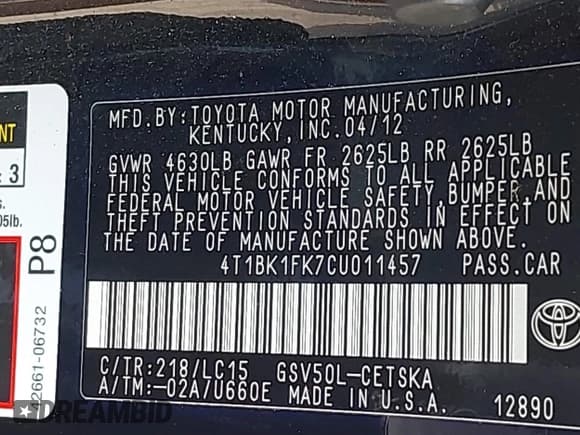 MFD.BY: TOYOTA MOTOR MANUFACTURING,
KENTUCKY, INC. 04/12
GVWR 4630LB GAWR FR 2625LB RR 2625LB
THIS VEHICLE CONFORMS TO ALL APPLICABLE
FEDERAL MOTOR VEHICLE SAFETY, BUMPER, AND
THEFT PREVENTION STANDARDS IN EFFECT ON
THE DATE OF MANUFACTURE SHOWN ABOVE.
4T1BK1FK7CU011457 PASS.CAR
C/TR:218/LC15 GSV50L-CETSKA
A/TM:-02A/U660E MADE IN U.S.A. 12890
NT
: 3
s.
05lb.
P8
2661-06732
DREAMBID